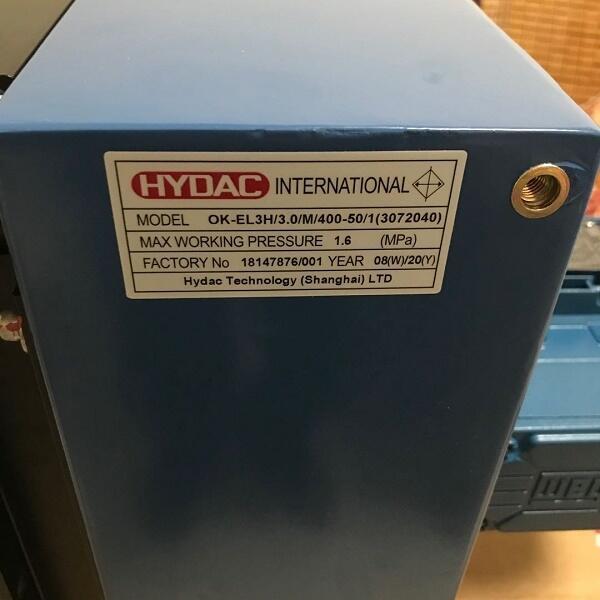 HYDAC INTERNATIONAL
MODEL OK-EL3H/3.0/M/400-50/1(3072040)
MAX WORKING PRESSURE 1.6 (MPa)
FACTORY No 18147876/001 YEAR 08(W)/20(Y)
Hydac Technology (Shanghai) LTD